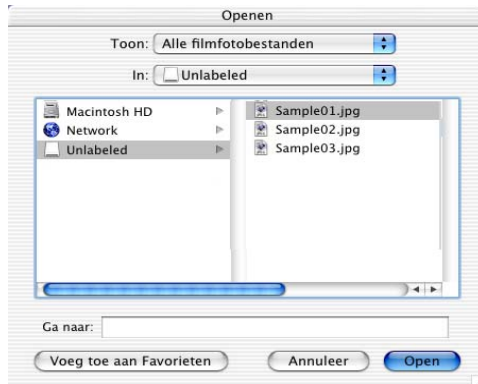 Openen
Toon: Alle filmfotobestanden
In: Unlabeled
Macintosh HD
Network
Unlabeled
Sample01.jpg
Sample02.jpg
Sample03.jpg
Ga naar:
Voeg toe aan Favorieten Annuleer Open